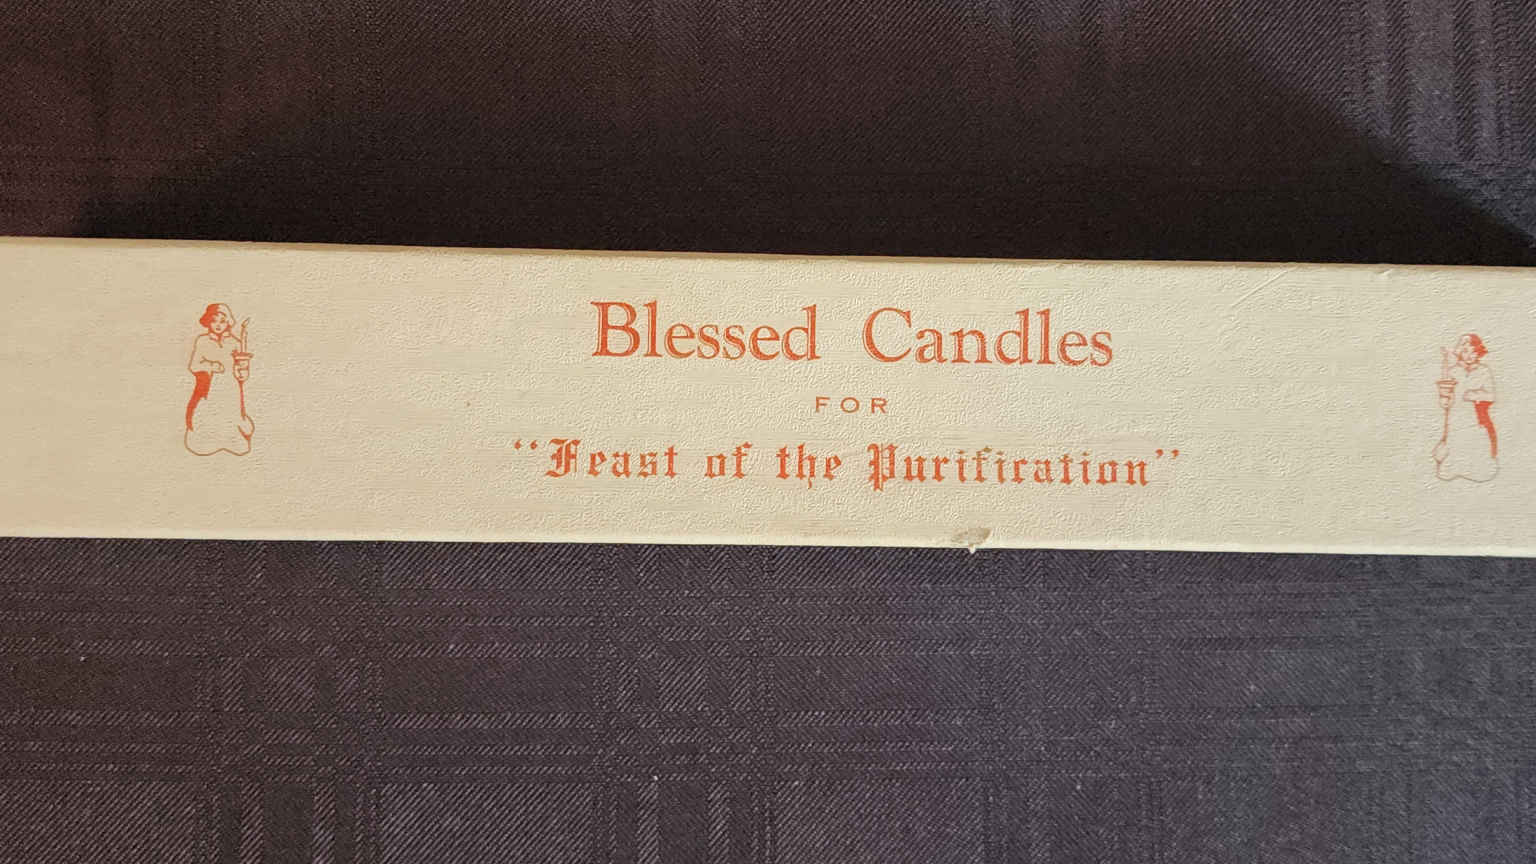 Blessed Candles
FOR
“Feast of the Purification”